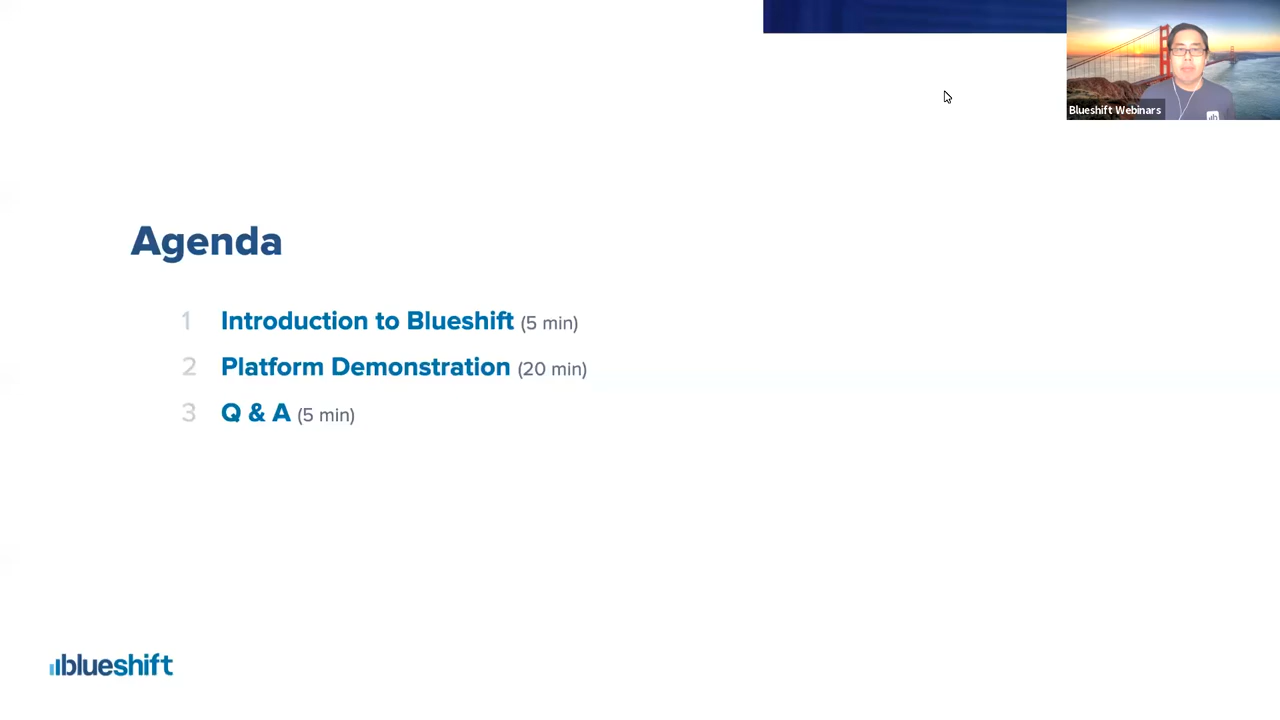 Blueshift Webinars
Agenda
1 Introduction to Blueshift (5 min)
2 Platform Demonstration (20 min)
3 Q & A (5 min)
blueshift